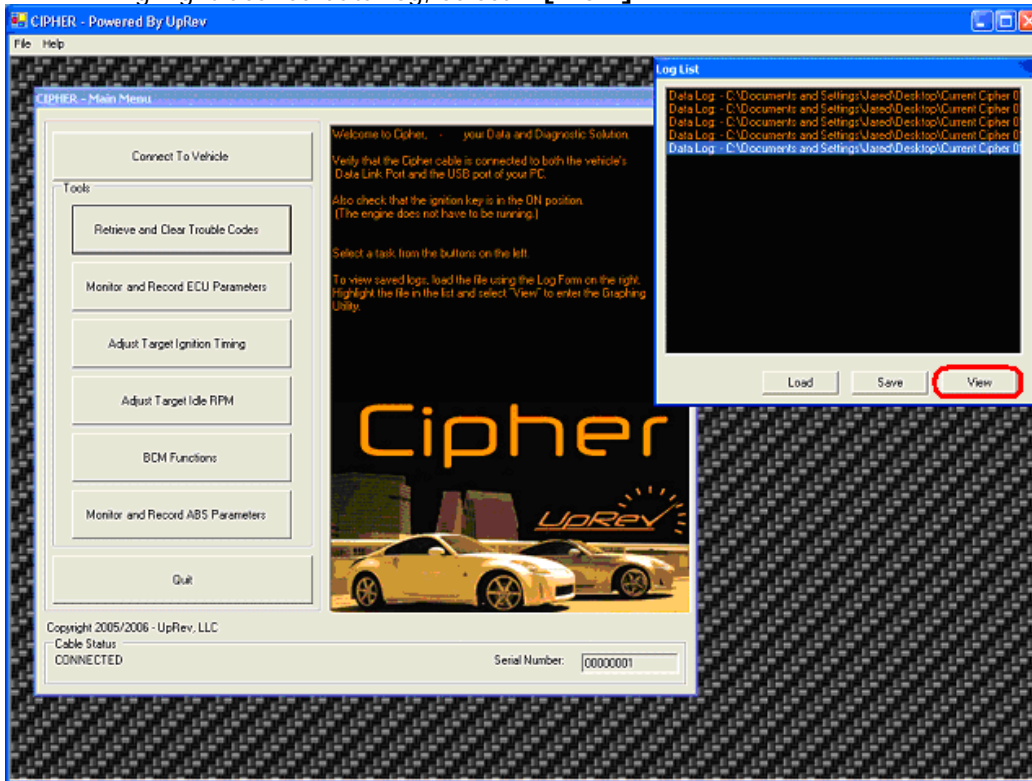 CIPHER - Powered By UpRev
File Help
CIPHER - Main Menu
Connect To Vehicle
Tools
Retrieve and Clear Trouble Codes
Monitor and Record ECU Parameters
Adjust Target Ignition Timing
Adjust Target Idle RPM
BCM Functions
Monitor and Record ABS Parameters
Quit
Copyright 2005/2006 - UpRev, LLC
Cable Status
CONNECTED
Serial Number: 00000001
Welcome to Cipher, - your Data and Diagnostic Solution.
Verify that the Cipher cable is connected to both the vehicle's
Data Link Port and the USB port of your PC.
Also check that the ignition key is in the ON position.
(The engine does not have to be running.)
Select a task from the buttons on the left.
To view saved logs, load the file using the Log Form on the right.
Highlight the file in the list and select "View" to enter the Graphing
Utility.
Cipher
UpRev
Log List
Data Log: - C:\Documents and Settings\Jared\Desktop\Current Cipher 0
Data Log: - C:\Documents and Settings\Jared\Desktop\Current Cipher 0
Data Log: - C:\Documents and Settings\Jared\Desktop\Current Cipher 0
Data Log: - C:\Documents and Settings\Jared\Desktop\Current Cipher 0
Data Log: - C:\Documents and Settings\Jared\Desktop\Current Cipher 0
Load Save View